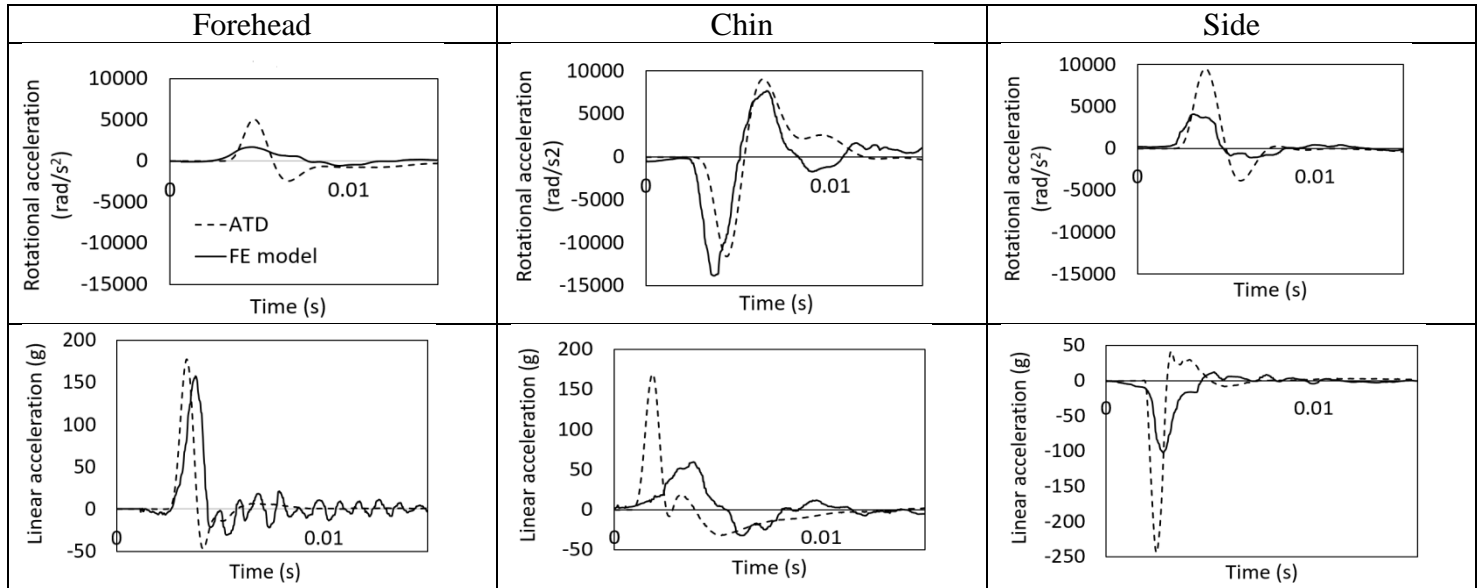 Forehead
Chin
Side
Rotational acceleration
(rad/s²)
10000
5000
0
-5000
-10000
-15000
0
0.01
ATD
FE model
Time (s)
Rotational acceleration
(rad/s2)
10000
5000
0
-5000
-10000
-15000
0
0.01
Time (s)
Rotational acceleration
(rad/s²)
10000
5000
0
-5000
-10000
-15000
0
0.01
Time (s)
Linear acceleration (g)
200
150
100
50
0
-50
0
0.01
Time (s)
Linear acceleration (g)
200
150
100
50
0
-50
0
0.01
Time (s)
Linear acceleration (g)
50
0
-50
-100
-150
-200
-250
0
0.01
Time (s)